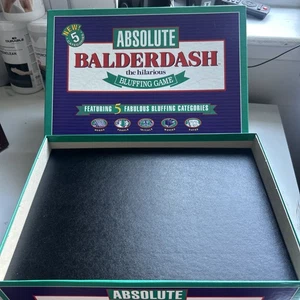 NEW!
5
ABSOLUTE
BALDERDASH
the hilarious
BLUFFING GAME
FEATURING 5 FABULOUS BLUFFING CATEGORIES
ABSOLUTE